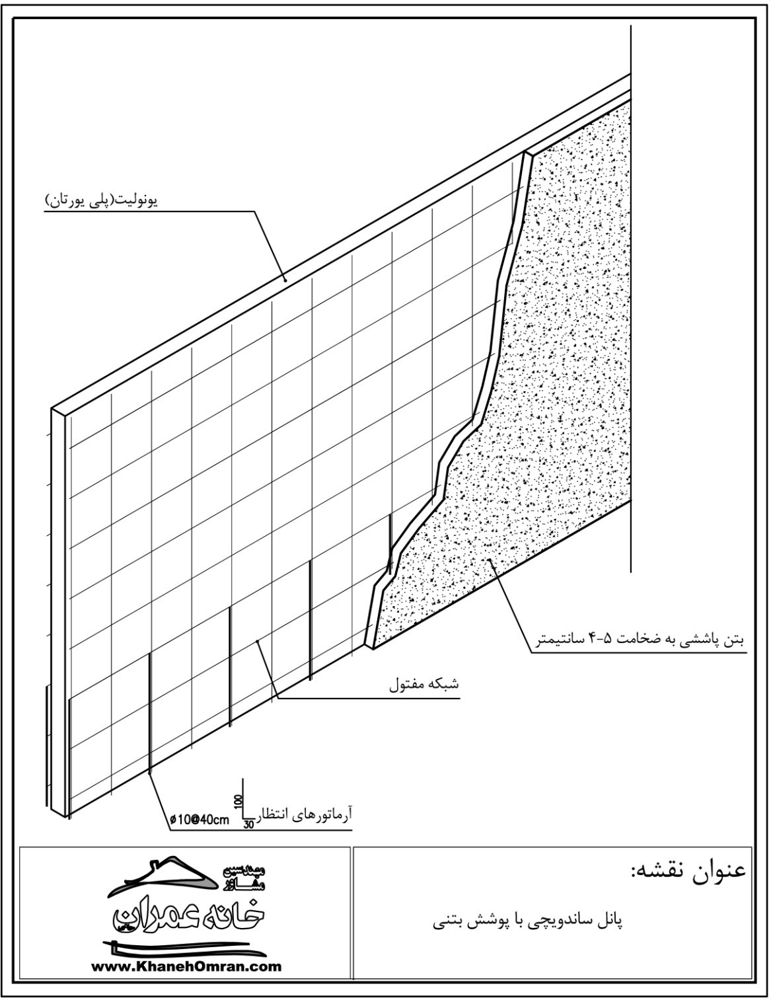 یونولیت(پلی یورتان)
بتن پاششی به ضخامت ۵-۴ سانتیمتر
شبکه مفتول
آرماتورهای انتظار
100
30
ø10@40cm
عنوان نقشه:
پانل ساندویچی با پوشش بتنی
مهندسین
مشاور
خانه عمران
www.KhanehOmran.com